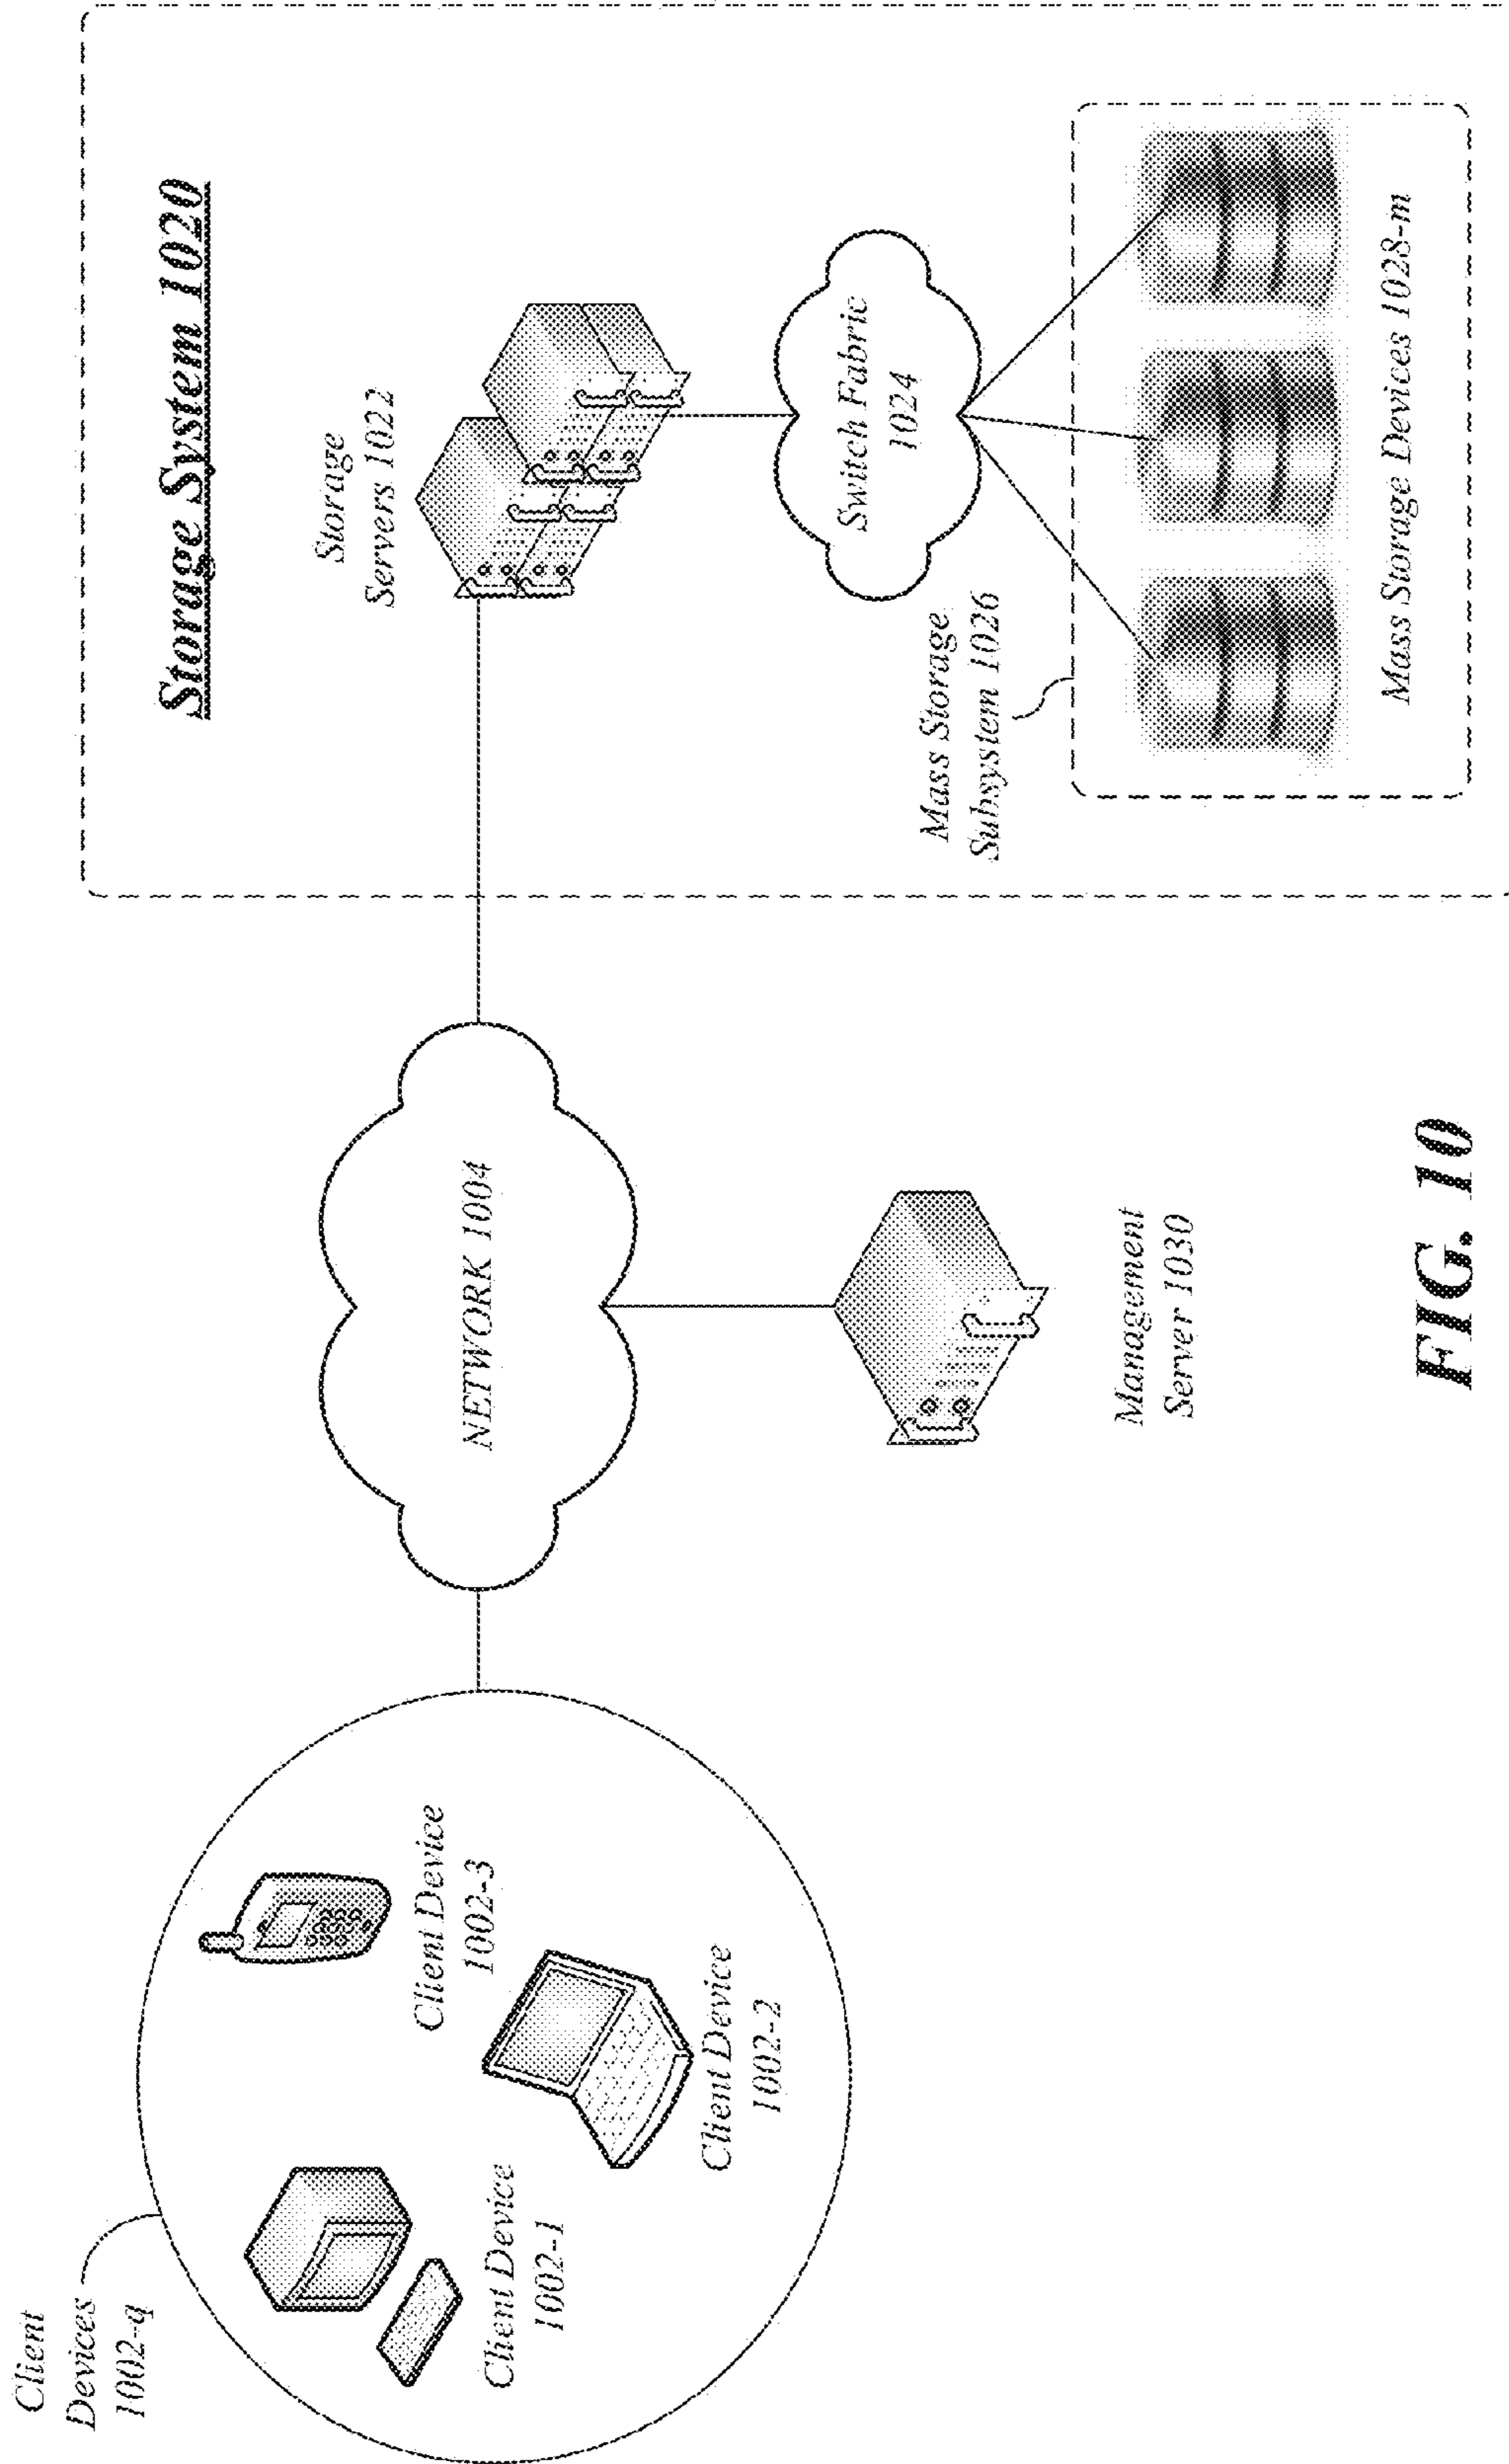 Client
Devices
1002-q
Client Device
1002-1
Client Device
1002-2
Client Device
1002-3
NETWORK 1004
Management
Server 1030
Storage System 1020
Storage
Servers 1022
Switch Fabric
1024
Mass Storage
Subsystem 1026
Mass Storage Devices 1028-m
FIG. 10